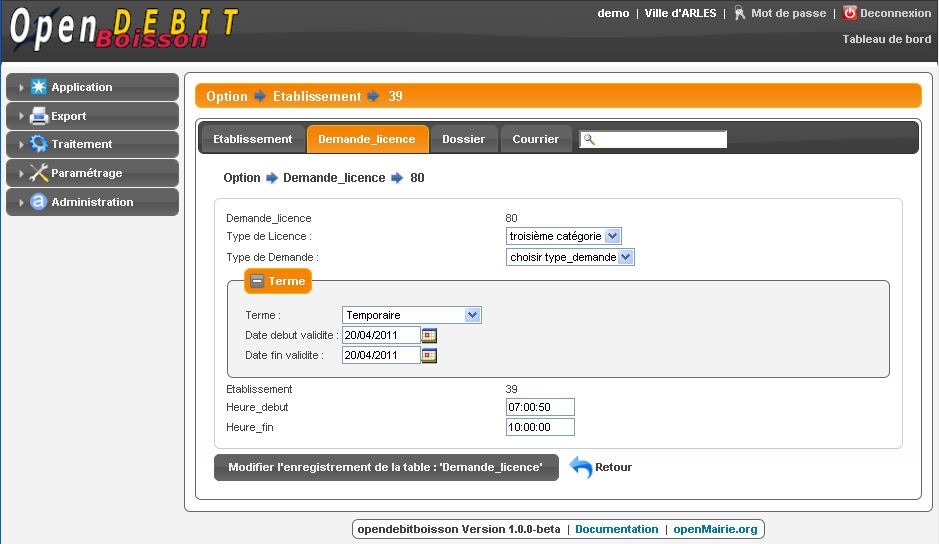 Open DEBIT Boisson
demo | Ville d'ARLES | Mot de passe | Deconnexion
Tableau de bord
Application
Export
Traitement
Paramétrage
Administration
Option Etablissement 39
Etablissement Demande_licence Dossier Courrier
Option Demande_licence 80
Demande_licence 80
Type de Licence : troisième catégorie
Type de Demande : choisir type_demande
Terme
Terme : Temporaire
Date debut validite : 20/04/2011
Date fin validite : 20/04/2011
Etablissement 39
Heure_debut 07:00:50
Heure_fin 10:00:00
Modifier l'enregistrement de la table : 'Demande_licence' Retour
opendebitboisson Version 1.0.0-beta | Documentation | openMairie.org